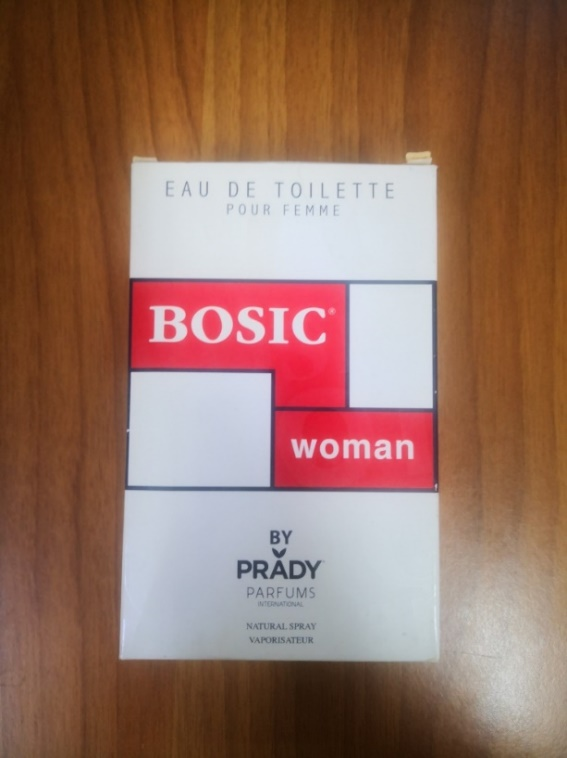 EAU DE TOILETTE
POUR FEMME
BOSIC®
woman
BY
PRADY
PARFUMS
INTERNATIONAL
NATURAL SPRAY
VAPORISATEUR